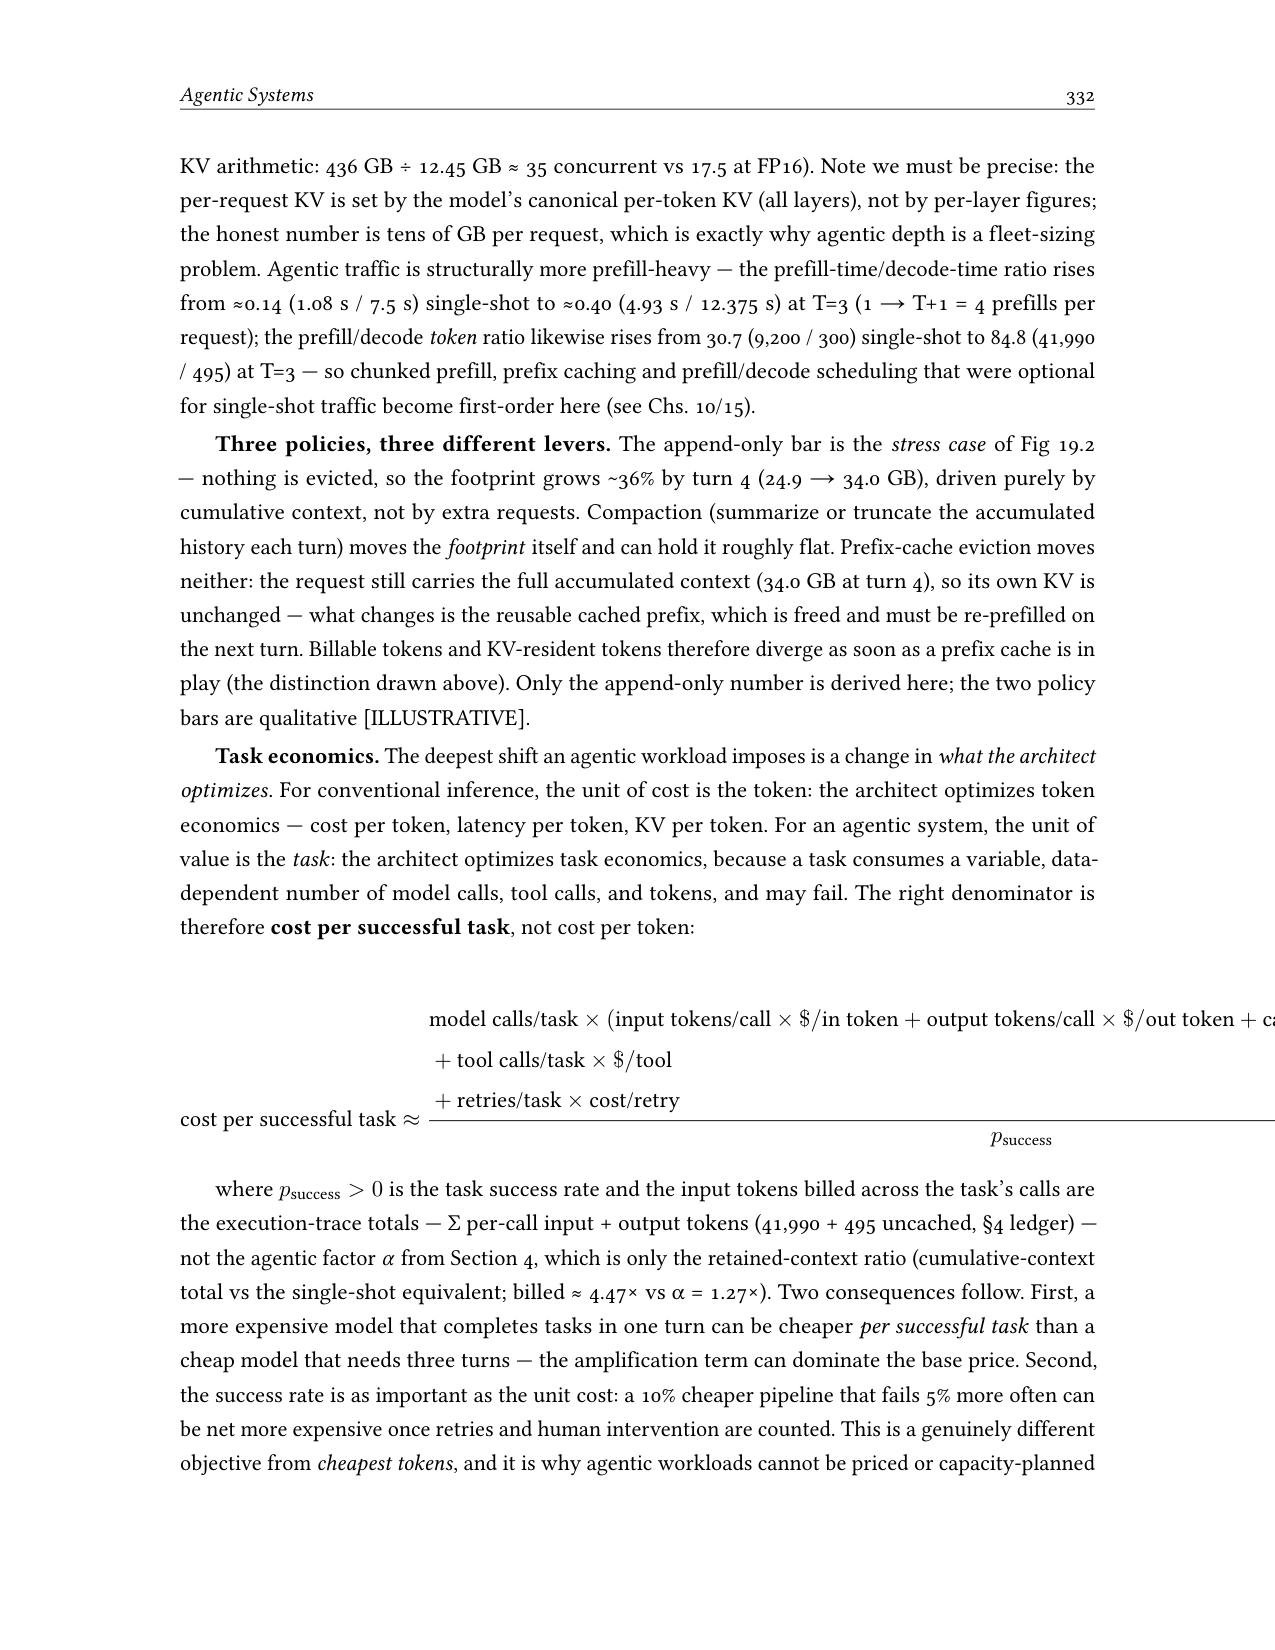 Agentic Systems 332
KV arithmetic: 436 GB ÷ 12.45 GB ≈ 35 concurrent vs 17.5 at FP16). Note we must be precise: the
per-request KV is set by the model’s canonical per-token KV (all layers), not by per-layer figures;
the honest number is tens of GB per request, which is exactly why agentic depth is a fleet-sizing
problem. Agentic traffic is structurally more prefill-heavy — the prefill-time/decode-time ratio rises
from ≈0.14 (1.08 s / 7.5 s) single-shot to ≈0.40 (4.93 s / 12.375 s) at T=3 (1 → T+1 = 4 prefills per
request); the prefill/decode token ratio likewise rises from 30.7 (9,200 / 300) single-shot to 84.8 (41,990
/ 495) at T=3 — so chunked prefill, prefix caching and prefill/decode scheduling that were optional
for single-shot traffic become first-order here (see Chs. 10/15).
Three policies, three different levers. The append-only bar is the stress case of Fig 19.2
— nothing is evicted, so the footprint grows ~36% by turn 4 (24.9 → 34.0 GB), driven purely by
cumulative context, not by extra requests. Compaction (summarize or truncate the accumulated
history each turn) moves the footprint itself and can hold it roughly flat. Prefix-cache eviction moves
neither: the request still carries the full accumulated context (34.0 GB at turn 4), so its own KV is
unchanged — what changes is the reusable cached prefix, which is freed and must be re-prefilled on
the next turn. Billable tokens and KV-resident tokens therefore diverge as soon as a prefix cache is in
play (the distinction drawn above). Only the append-only number is derived here; the two policy
bars are qualitative [ILLUSTRATIVE].
Task economics. The deepest shift an agentic workload imposes is a change in what the architect
optimizes. For conventional inference, the unit of cost is the token: the architect optimizes token
economics — cost per token, latency per token, KV per token. For an agentic system, the unit of
value is the task: the architect optimizes task economics, because a task consumes a variable, data-
dependent number of model calls, tool calls, and tokens, and may fail. The right denominator is
therefore cost per successful task, not cost per token:
model calls/task × (input tokens/call × $/in token + output tokens/call × $/out token +
+ tool calls/task × $/tool
+ retries/task × cost/retry
cost per successful task ≈
p_success
where p_success > 0 is the task success rate and the input tokens billed across the task’s calls are
the execution-trace totals — Σ per-call input + output tokens (41,990 + 495 uncached, §4 ledger) —
not the agentic factor α from Section 4, which is only the retained-context ratio (cumulative-context
total vs the single-shot equivalent; billed ≈ 4.47× vs α = 1.27×). Two consequences follow. First, a
more expensive model that completes tasks in one turn can be cheaper per successful task than a
cheap model that needs three turns — the amplification term can dominate the base price. Second,
the success rate is as important as the unit cost: a 10% cheaper pipeline that fails 5% more often can
be net more expensive once retries and human intervention are counted. This is a genuinely different
objective from cheapest tokens, and it is why agentic workloads cannot be priced or capacity-planned